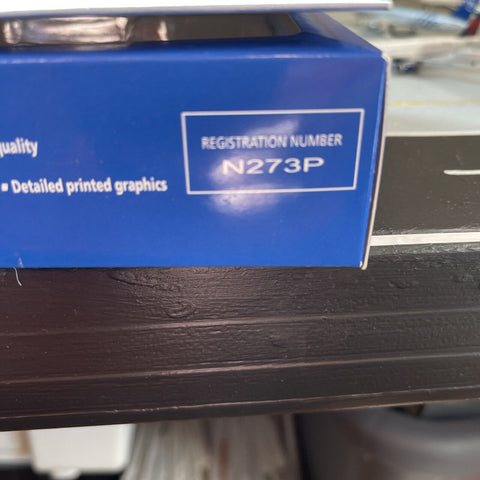 quality
▪ Detailed printed graphics
REGISTRATION NUMBER
N273P